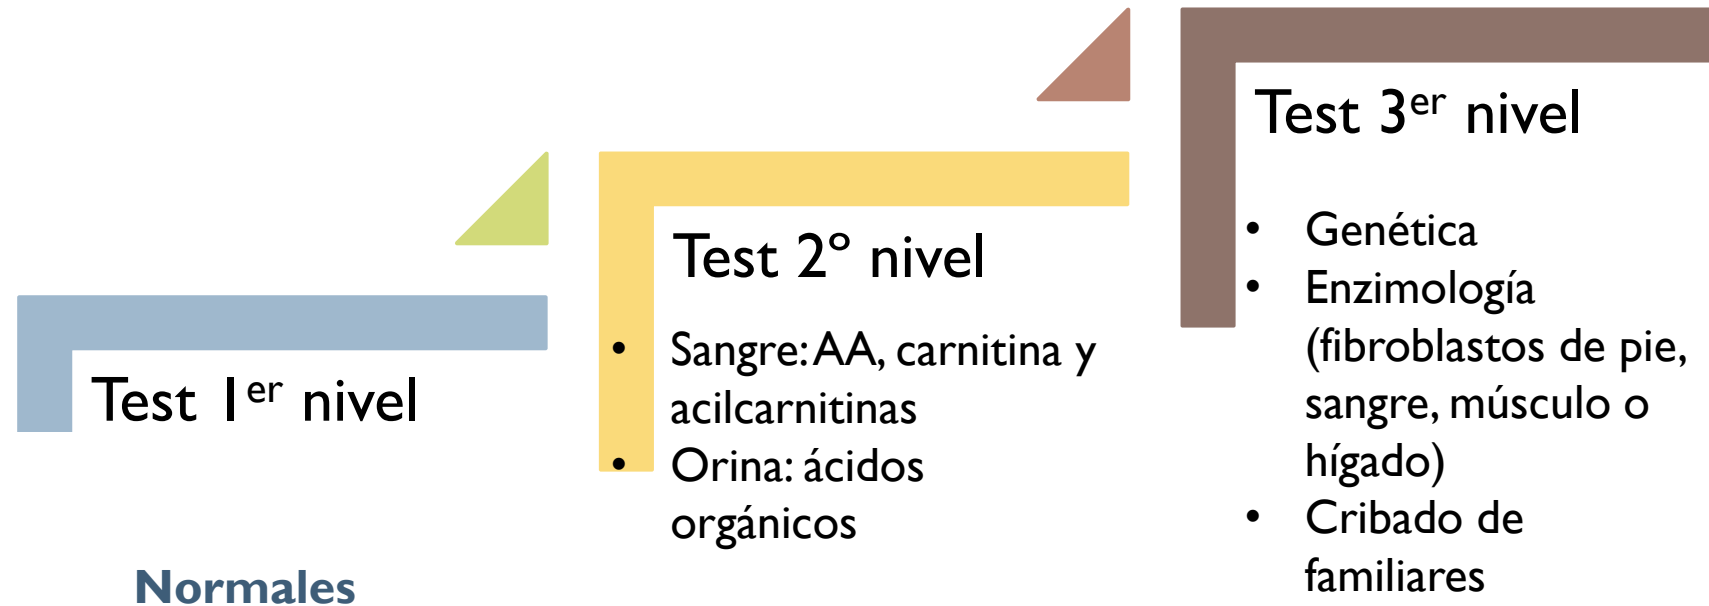 Test 1er nivel
Normales
Test 2º nivel
• Sangre: AA, carnitina y
acilcarnitinas
• Orina: ácidos
orgánicos
Test 3er nivel
• Genética
• Enzimología
(fibroblastos de pie,
sangre, músculo o
hígado)
• Cribado de
familiares